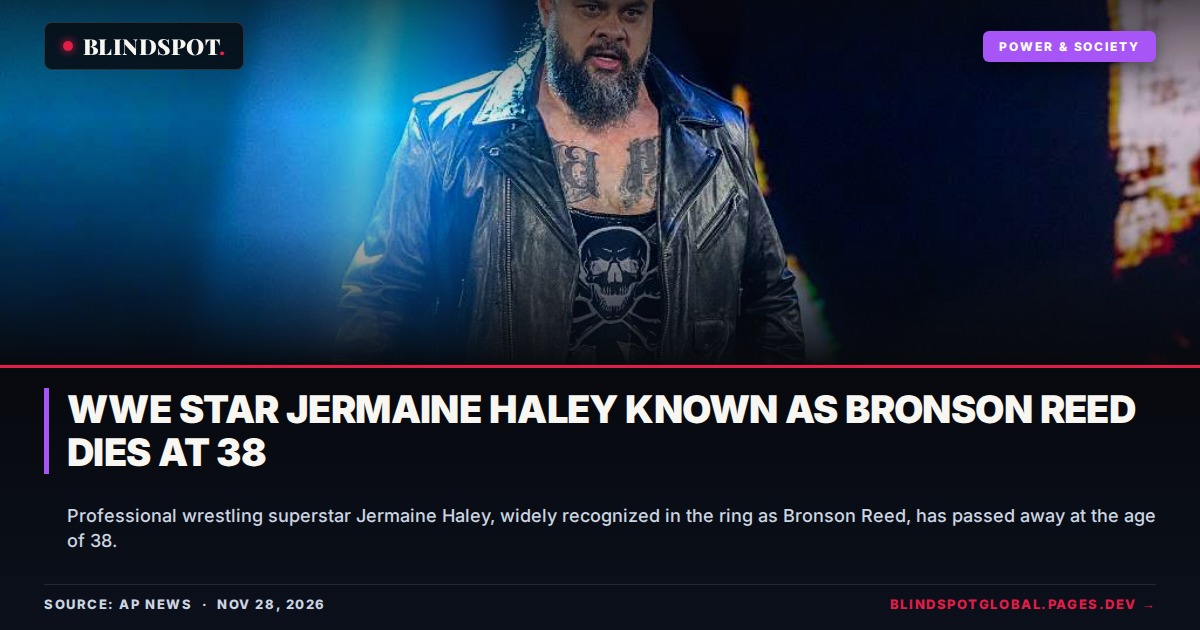 BLINDSPOT.
POWER & SOCIETY
WWE STAR JERMAINE HALEY KNOWN AS BRONSON REED
DIES AT 38
Professional wrestling superstar Jermaine Haley, widely recognized in the ring as Bronson Reed, has passed away at the age
of 38.
SOURCE: AP NEWS · NOV 28, 2026
BLINDSPOTGLOBAL.PAGES.DEV →